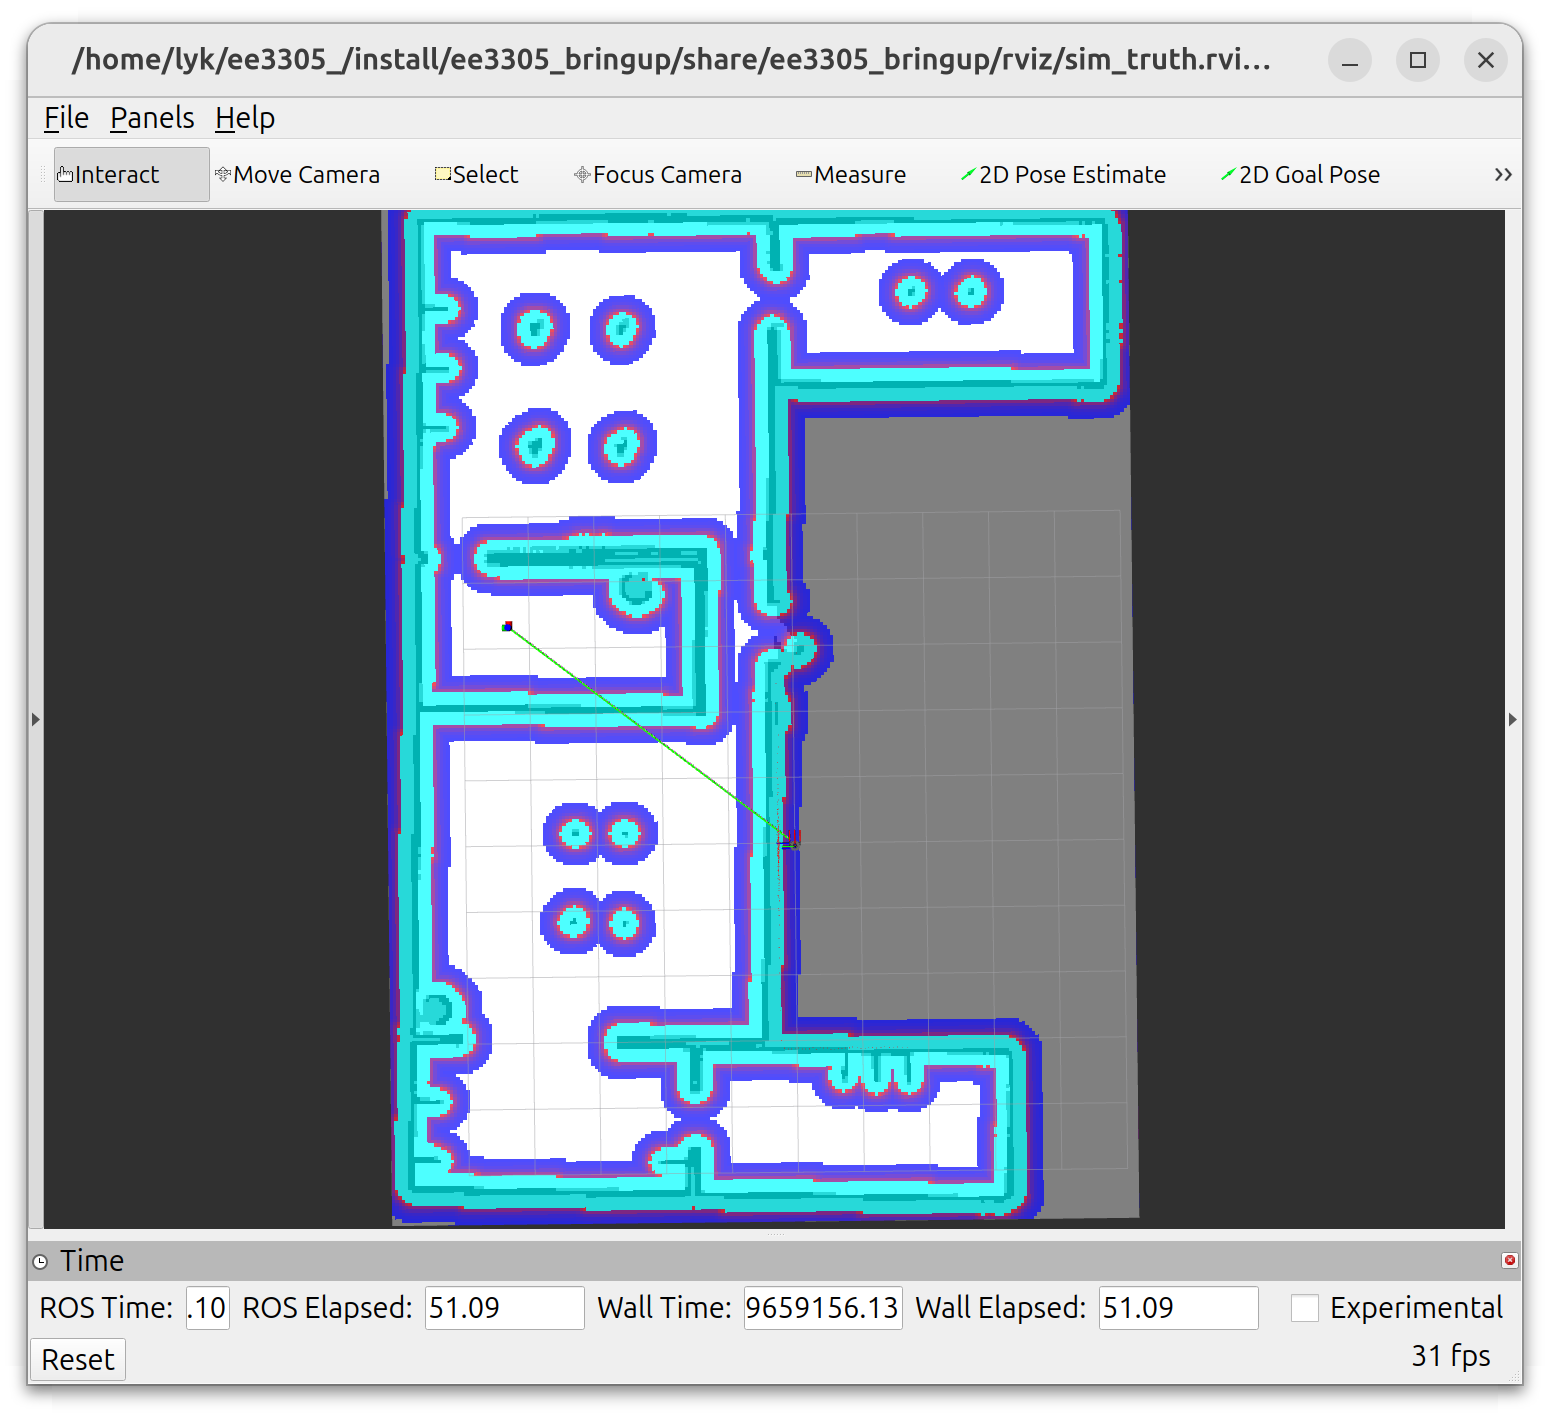 /home/lyk/ee3305_/install/ee3305_bringup/share/ee3305_bringup/rviz/sim_truth.rvi...
File Panels Help
Interact Move Camera Select Focus Camera Measure 2D Pose Estimate 2D Goal Pose
Time
ROS Time: .10 ROS Elapsed: 51.09 Wall Time: 9659156.13 Wall Elapsed: 51.09 Experimental
Reset 31 fps